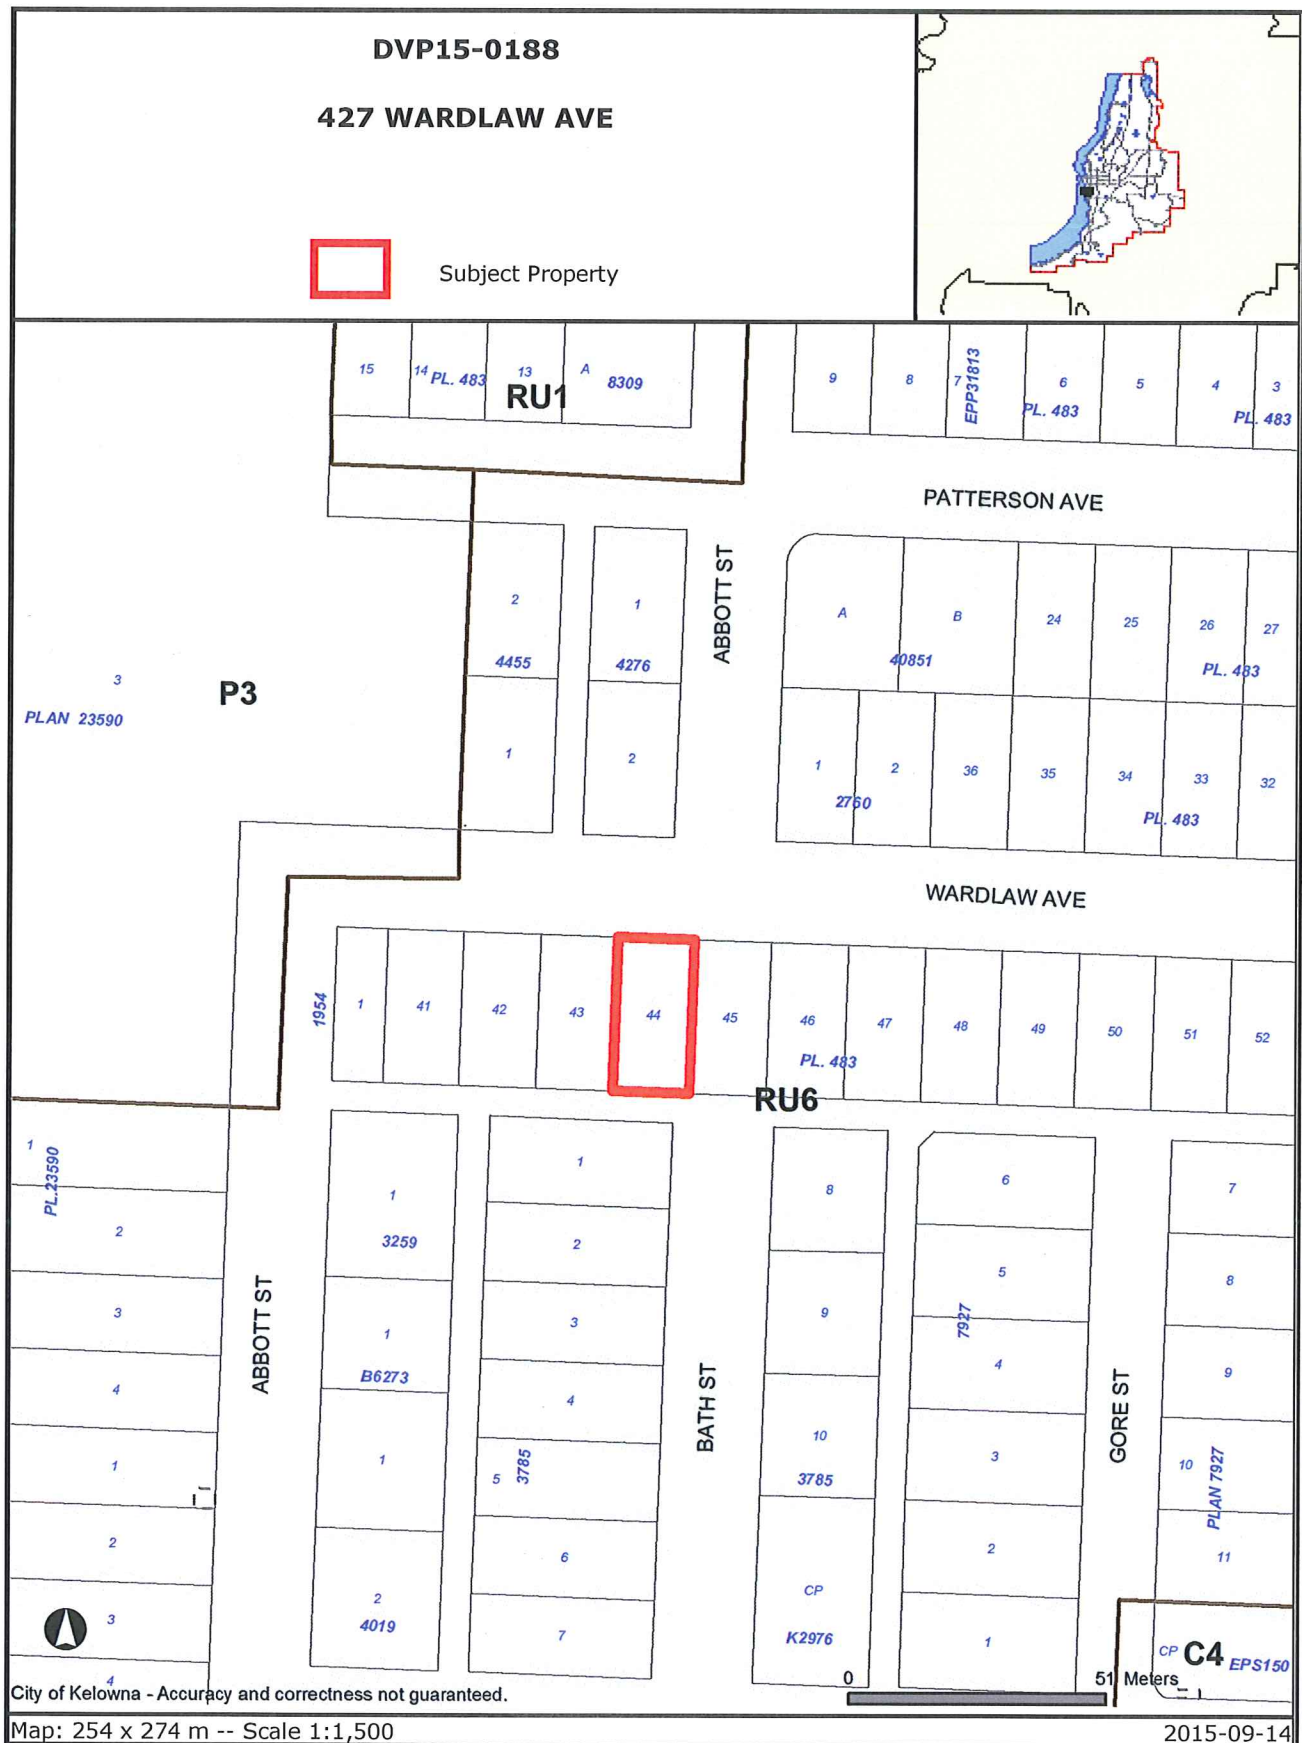 DVP15-0188
427 WARDLAW AVE
Subject Property
15
14
PL. 483
13
A
8309
RU1
9
8
7
EPP31813
6
PL. 483
5
4
3
PL. 483
PATTERSON AVE
ABBOTT ST
2
4455
1
4276
1
2
A
B
40851
24
25
26
27
PL. 483
3
PLAN 23590
P3
1
2
2760
36
35
34
33
32
PL. 483
WARDLAW AVE
1954
1
41
42
43
44
45
46
47
48
49
50
51
52
PL. 483
RU6
1
PL.23590
2
3
4
1
2
3
4
ABBOTT ST
1
3259
1
B6273
1
2
4019
1
2
3
4
5
3785
6
7
BATH ST
8
9
10
3785
CP
K2976
6
5
7927
4
3
2
1
GORE ST
7
8
9
10
PLAN 7927
11
CP
C4
EPS150
0
51 Meters
City of Kelowna - Accuracy and correctness not guaranteed.
Map: 254 x 274 m -- Scale 1:1,500
2015-09-14